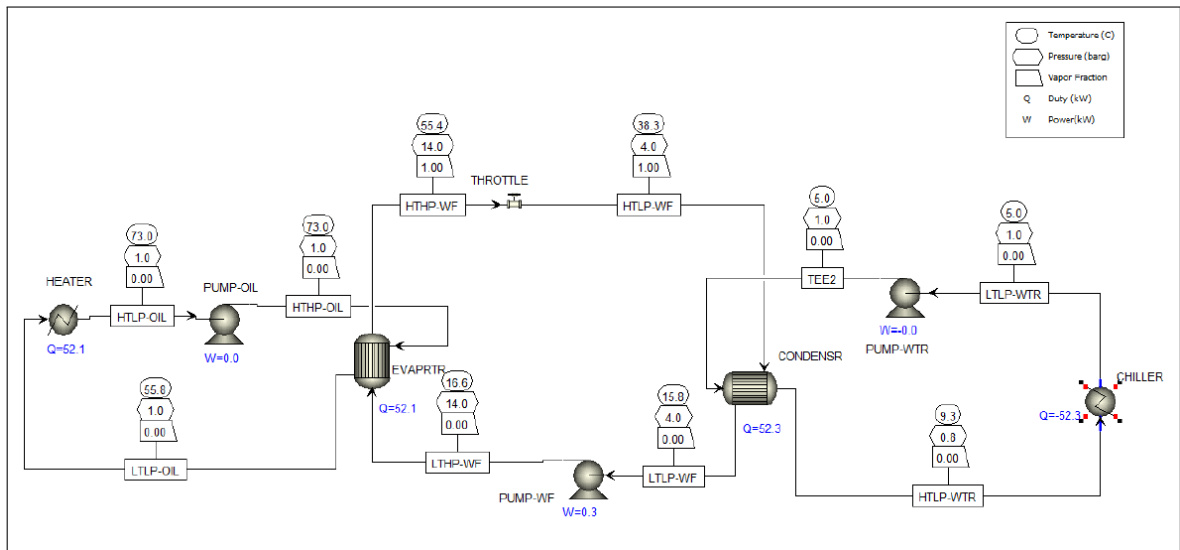 Temperature (C)
Pressure (barg)
Vapor Fraction
Q Duty (kW)
W Power(kW)
55.4
14.0
1.00
HTHP-WF
THROTTLE
38.3
4.0
1.00
HTLP-WF
5.0
1.0
0.00
TEE2
5.0
1.0
0.00
LTLP-WTR
73.0
1.0
0.00
HTLP-OIL
73.0
1.0
0.00
HTHP-OIL
HEATER
Q=52.1
PUMP-OIL
W=0.0
W=-0.0
PUMP-WTR
EVAPRTR
Q=52.1
CONDENSR
Q=52.3
CHILLER
Q=-52.3
55.8
1.0
0.00
LTLP-OIL
16.6
14.0
0.00
LTHP-WF
15.8
4.0
0.00
LTLP-WF
PUMP-WF
W=0.3
9.3
0.8
0.00
HTLP-WTR